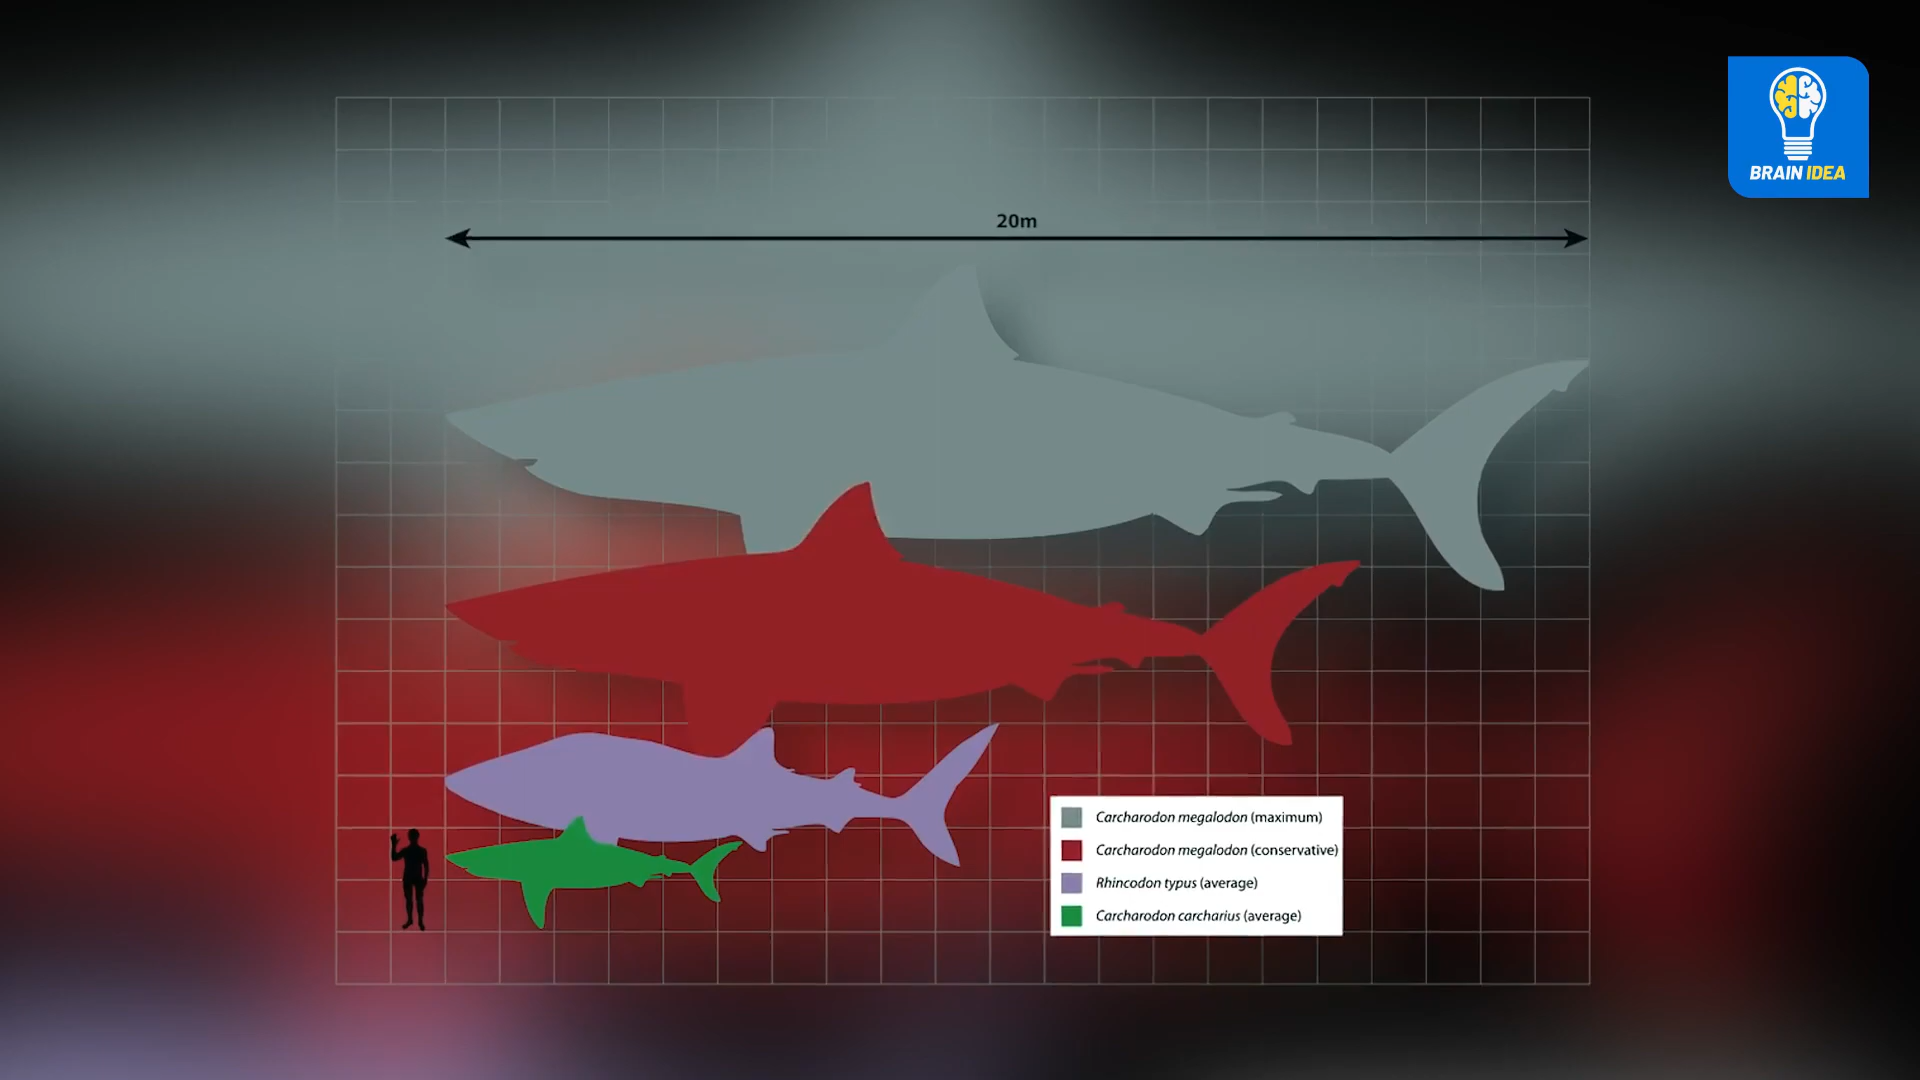 BRAIN IDEA
20m
Carcharodon megalodon (maximum)
Carcharodon megalodon (conservative)
Rhincodon typus (average)
Carcharodon carcharius (average)